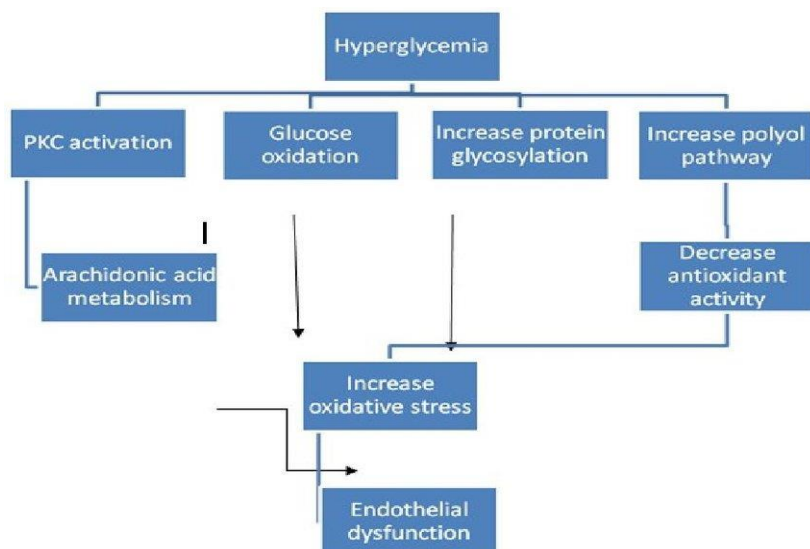 Hyperglycemia
PKC activation
Glucose
oxidation
Increase protein
glycosylation
Increase polyol
pathway
Arachidonic acid
metabolism
Decrease
antioxidant
activity
Increase
oxidative stress
Endothelial
dysfunction